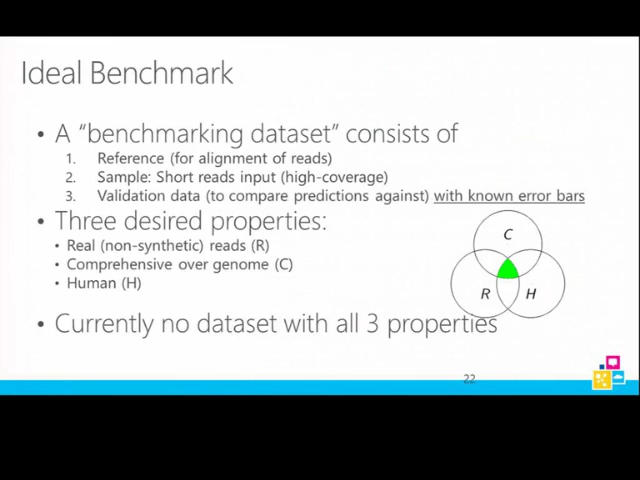 Ideal Benchmark
• A “benchmarking dataset” consists of
1. Reference (for alignment of reads)
2. Sample: Short reads input (high-coverage)
3. Validation data (to compare predictions against) with known error bars
• Three desired properties:
• Real (non-synthetic) reads (R)
• Comprehensive over genome (C)
• Human (H)
C
R H
• Currently no dataset with all 3 properties
22